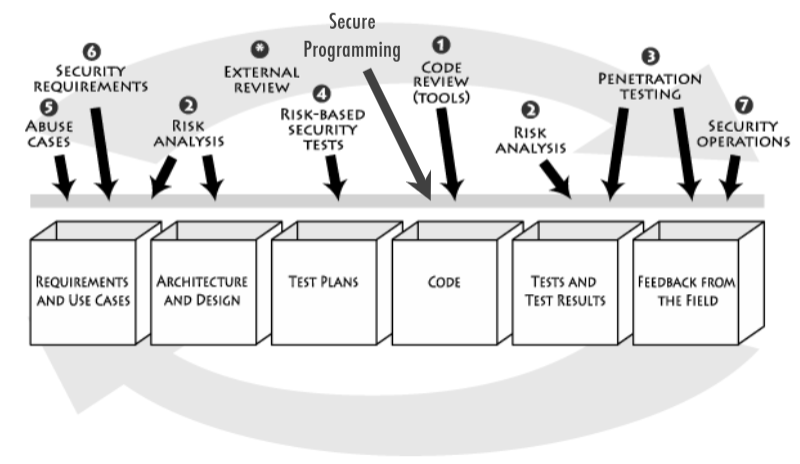 Secure
Programming
6
SECURITY
REQUIREMENTS
5
ABUSE
CASES
2
RISK
ANALYSIS
*
EXTERNAL
REVIEW
4
RISK-BASED
SECURITY
TESTS
1
CODE
REVIEW
(TOOLS)
2
RISK
ANALYSIS
3
PENETRATION
TESTING
7
SECURITY
OPERATIONS
REQUIREMENTS
AND USE CASES
ARCHITECTURE
AND DESIGN
TEST PLANS
CODE
TESTS AND
TEST RESULTS
FEEDBACK FROM
THE FIELD